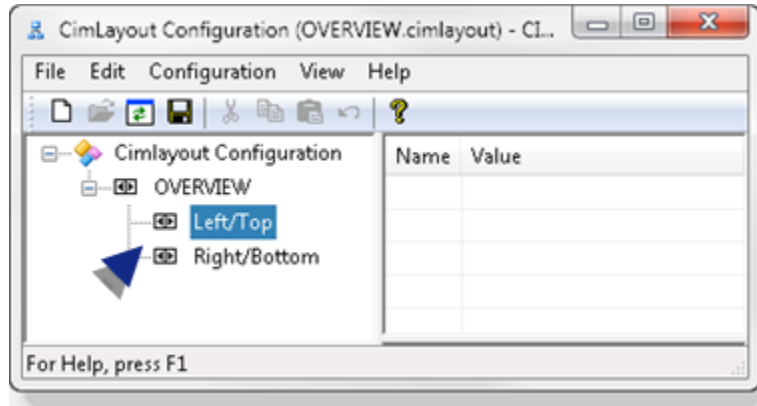 CimLayout Configuration (OVERVIEW.cimlayout) - CI...
File Edit Configuration View Help
Cimlayout Configuration
OVERVIEW
Left/Top
Right/Bottom
Name Value
For Help, press F1